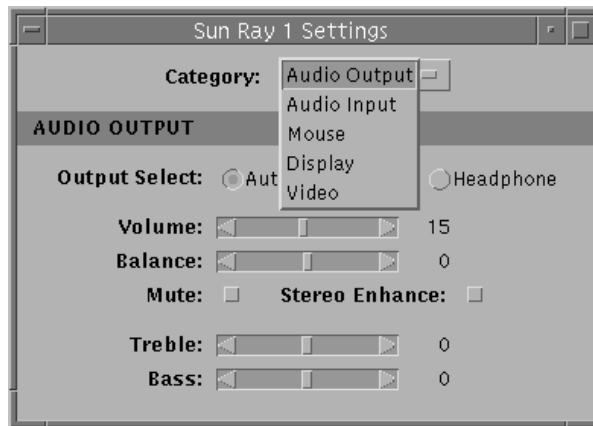 Sun Ray 1 Settings
Category: Audio Output
Audio Input
Mouse
Display
Video
AUDIO OUTPUT
Output Select: Headphone
Volume: 15
Balance: 0
Mute: Stereo Enhance:
Treble: 0
Bass: 0